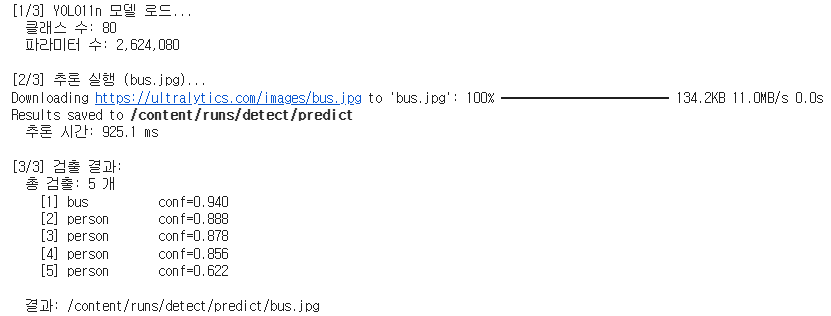 [1/3] YOLO11n 모델 로드...
클래스 수: 80
파라미터 수: 2,624,080
[2/3] 추론 실행 (bus.jpg)...
Downloading https://ultralytics.com/images/bus.jpg to 'bus.jpg': 100% ━━━━━━━━━━━━ 134.2KB 11.0MB/s 0.0s
Results saved to /content/runs/detect/predict
추론 시간: 925.1 ms
[3/3] 검출 결과:
총 검출: 5 개
[1] bus conf=0.940
[2] person conf=0.888
[3] person conf=0.878
[4] person conf=0.856
[5] person conf=0.622
결과: /content/runs/detect/predict/bus.jpg